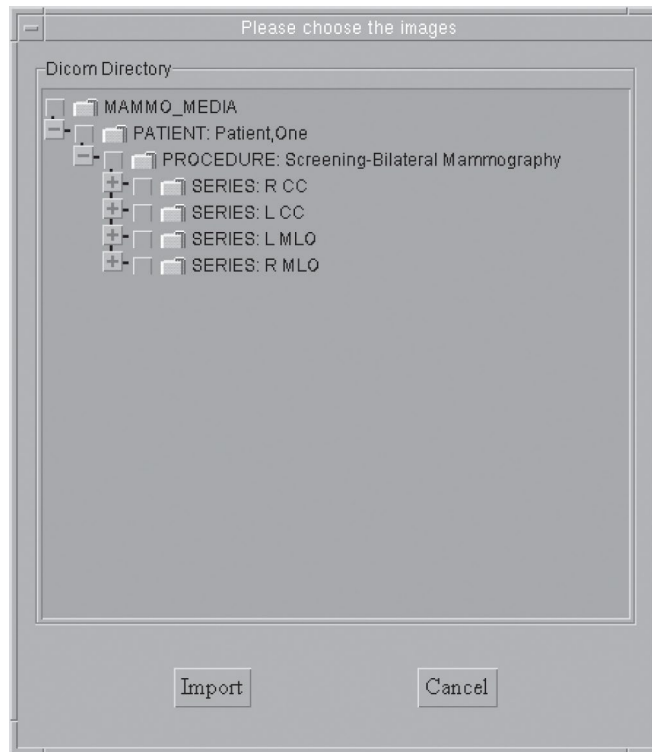 Please choose the images
Dicom Directory
MAMMO_MEDIA
PATIENT: Patient,One
PROCEDURE: Screening-Bilateral Mammography
SERIES: R CC
SERIES: L CC
SERIES: L MLO
SERIES: R MLO
Import Cancel